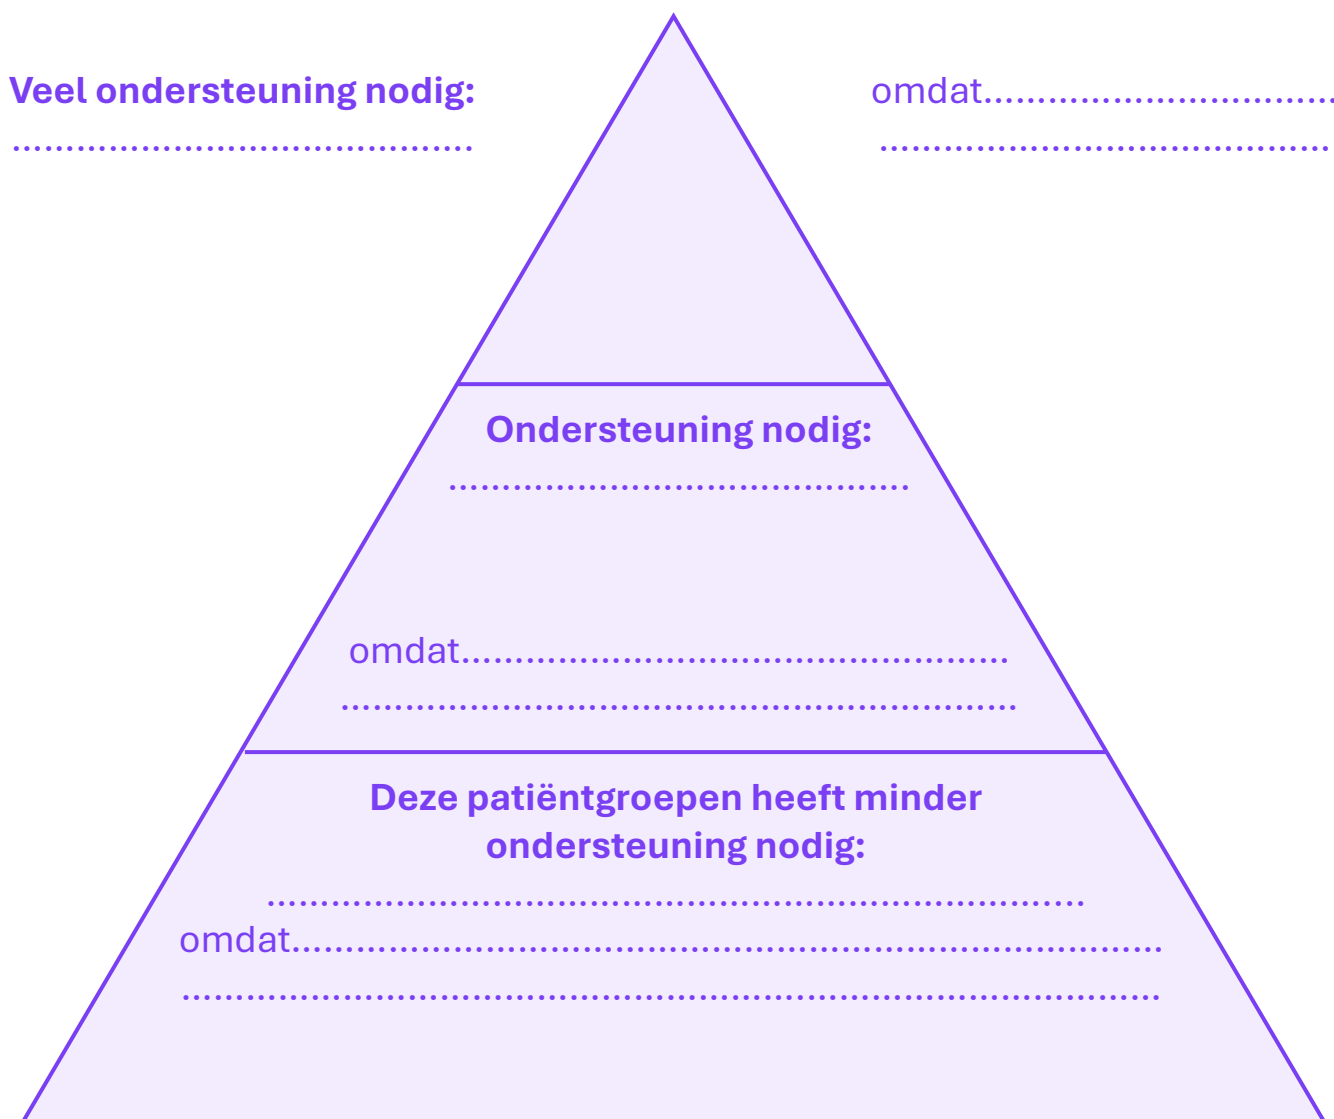 Veel ondersteuning nodig:
..........................................
omdat................................
.........................................
Ondersteuning nodig:
..........................................
omdat..................................................
..............................................................
Deze patiëntgroepen heeft minder
ondersteuning nodig:
...........................................................................
omdat................................................................................
..........................................................................................